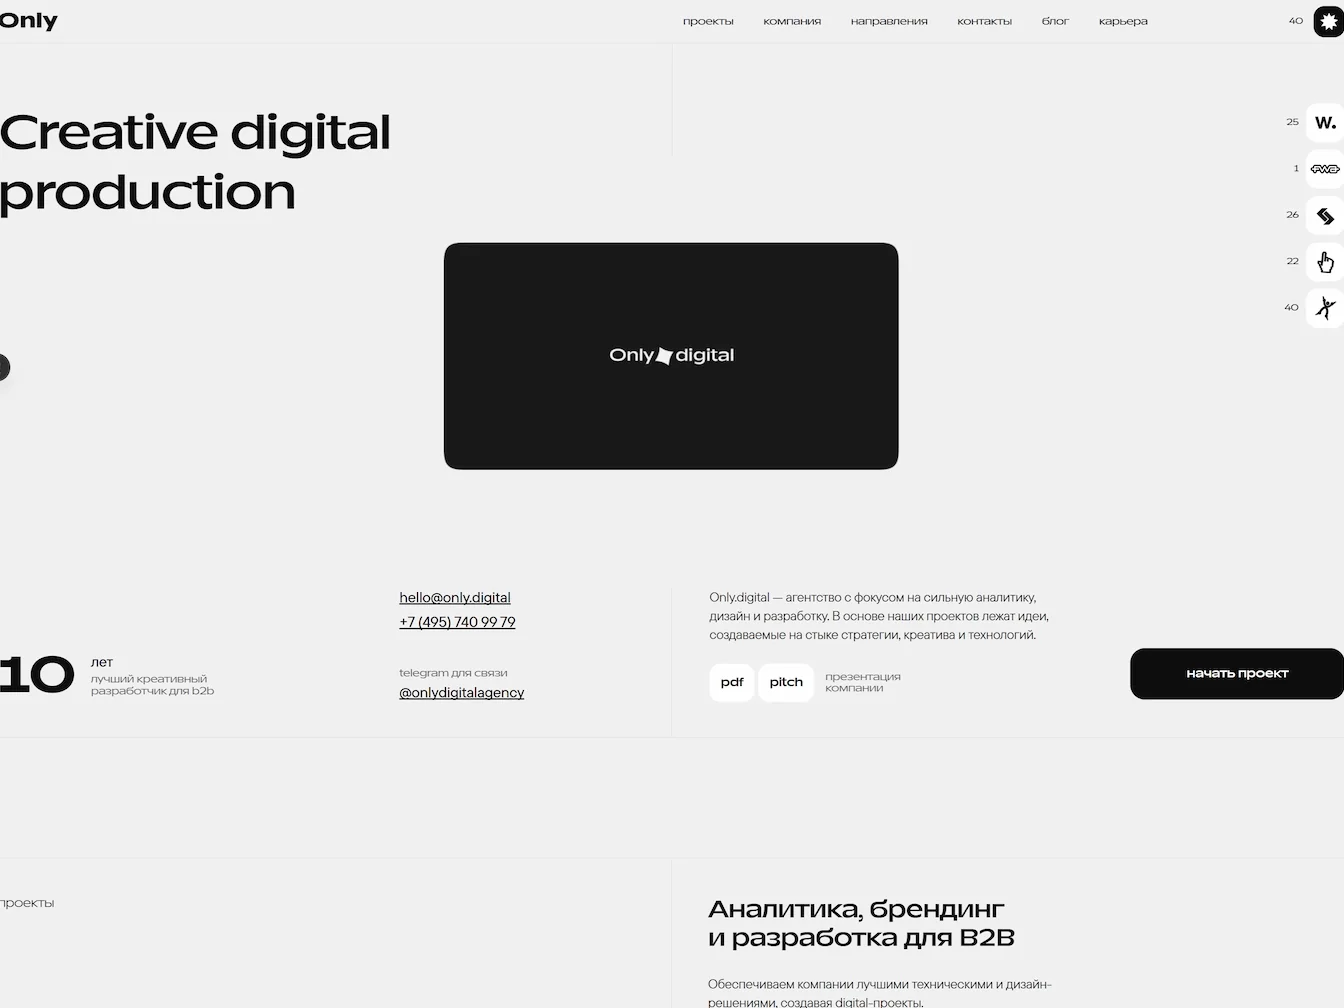 Only
проекты компания направления контакты блог карьера 40
Creative digital
production
25 W.
1 FWA
26
22
40
Only digital
hello@only.digital
+7 (495) 740 99 79
10 лет
лучший креативный
разработчик для b2b
telegram для связи
@onlydigitalagency
Only.digital — агентство с фокусом на сильную аналитику,
дизайн и разработку. В основе наших проектов лежат идеи,
создаваемые на стыке стратегии, креатива и технологий.
pdf pitch презентация
компании
начать проект
проекты
Аналитика, брендинг
и разработка для B2B
Обеспечиваем компании лучшими техническими и дизайн-
решениями, создавая digital-проекты.